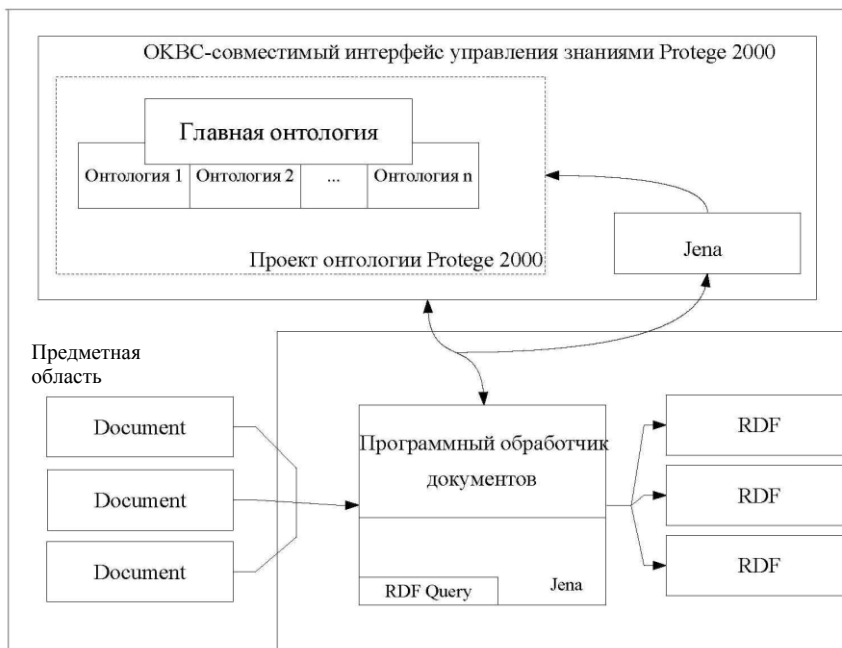 ОКВС-совместимый интерфейс управления знаниями Protege 2000
Главная онтология
Онтология 1
Онтология 2
...
Онтология n
Проект онтологии Protege 2000
Jena
Предметная
область
Document
Document
Document
Программный обработчик
документов
RDF Query
Jena
RDF
RDF
RDF